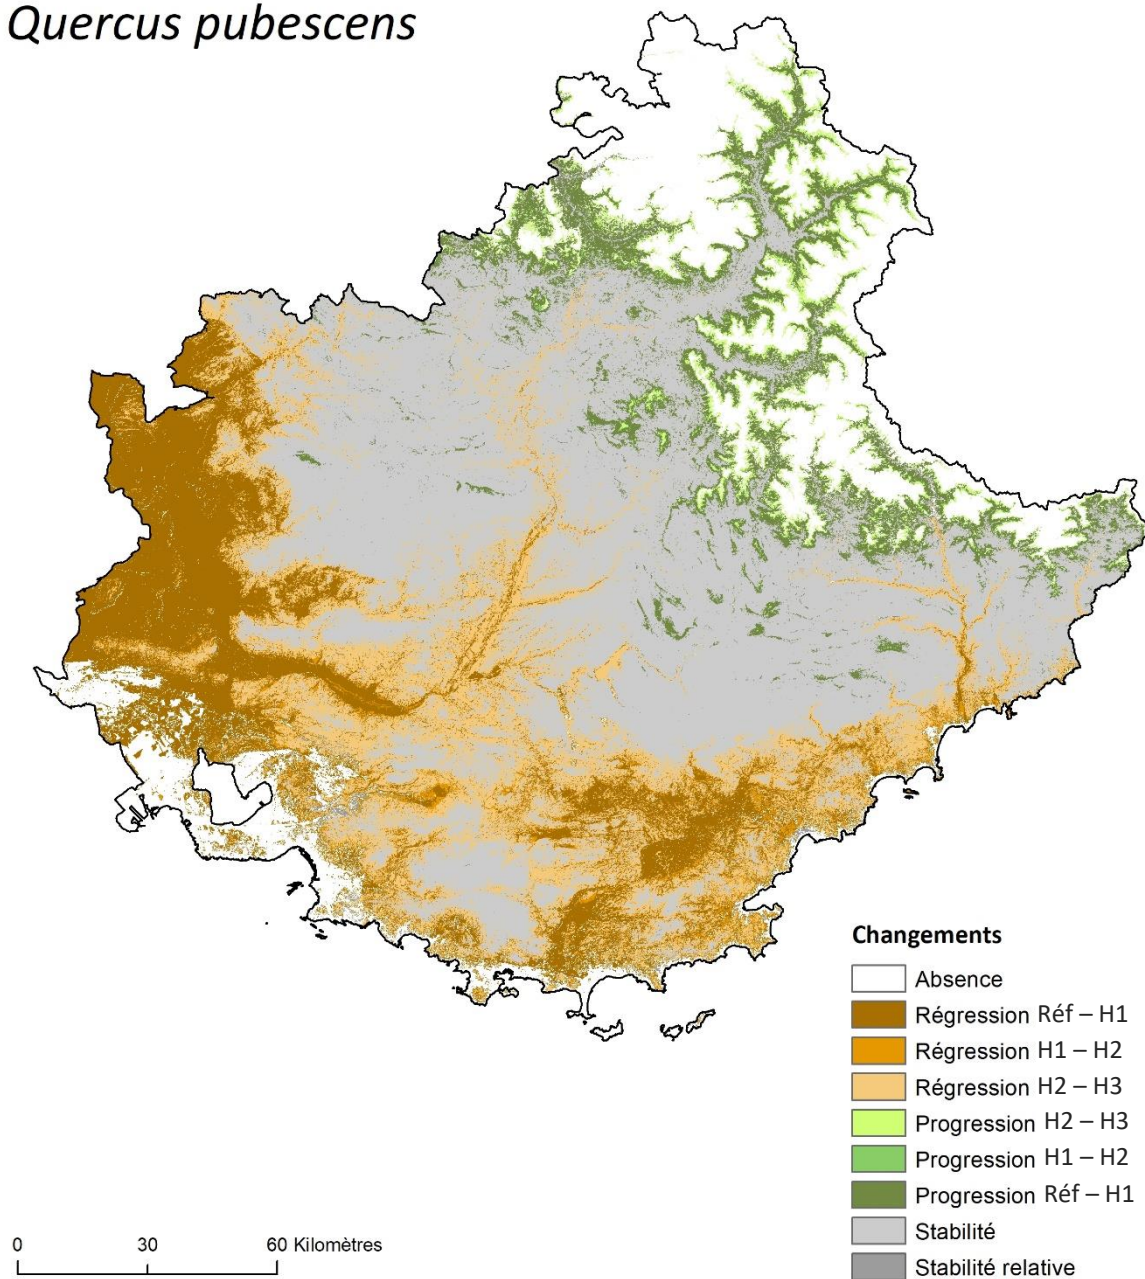 Quercus pubescens
Changements
Absence
Régression Réf – H1
Régression H1 – H2
Régression H2 – H3
Progression H2 – H3
Progression H1 – H2
Progression Réf – H1
Stabilité
Stabilité relative
0 30 60 Kilomètres